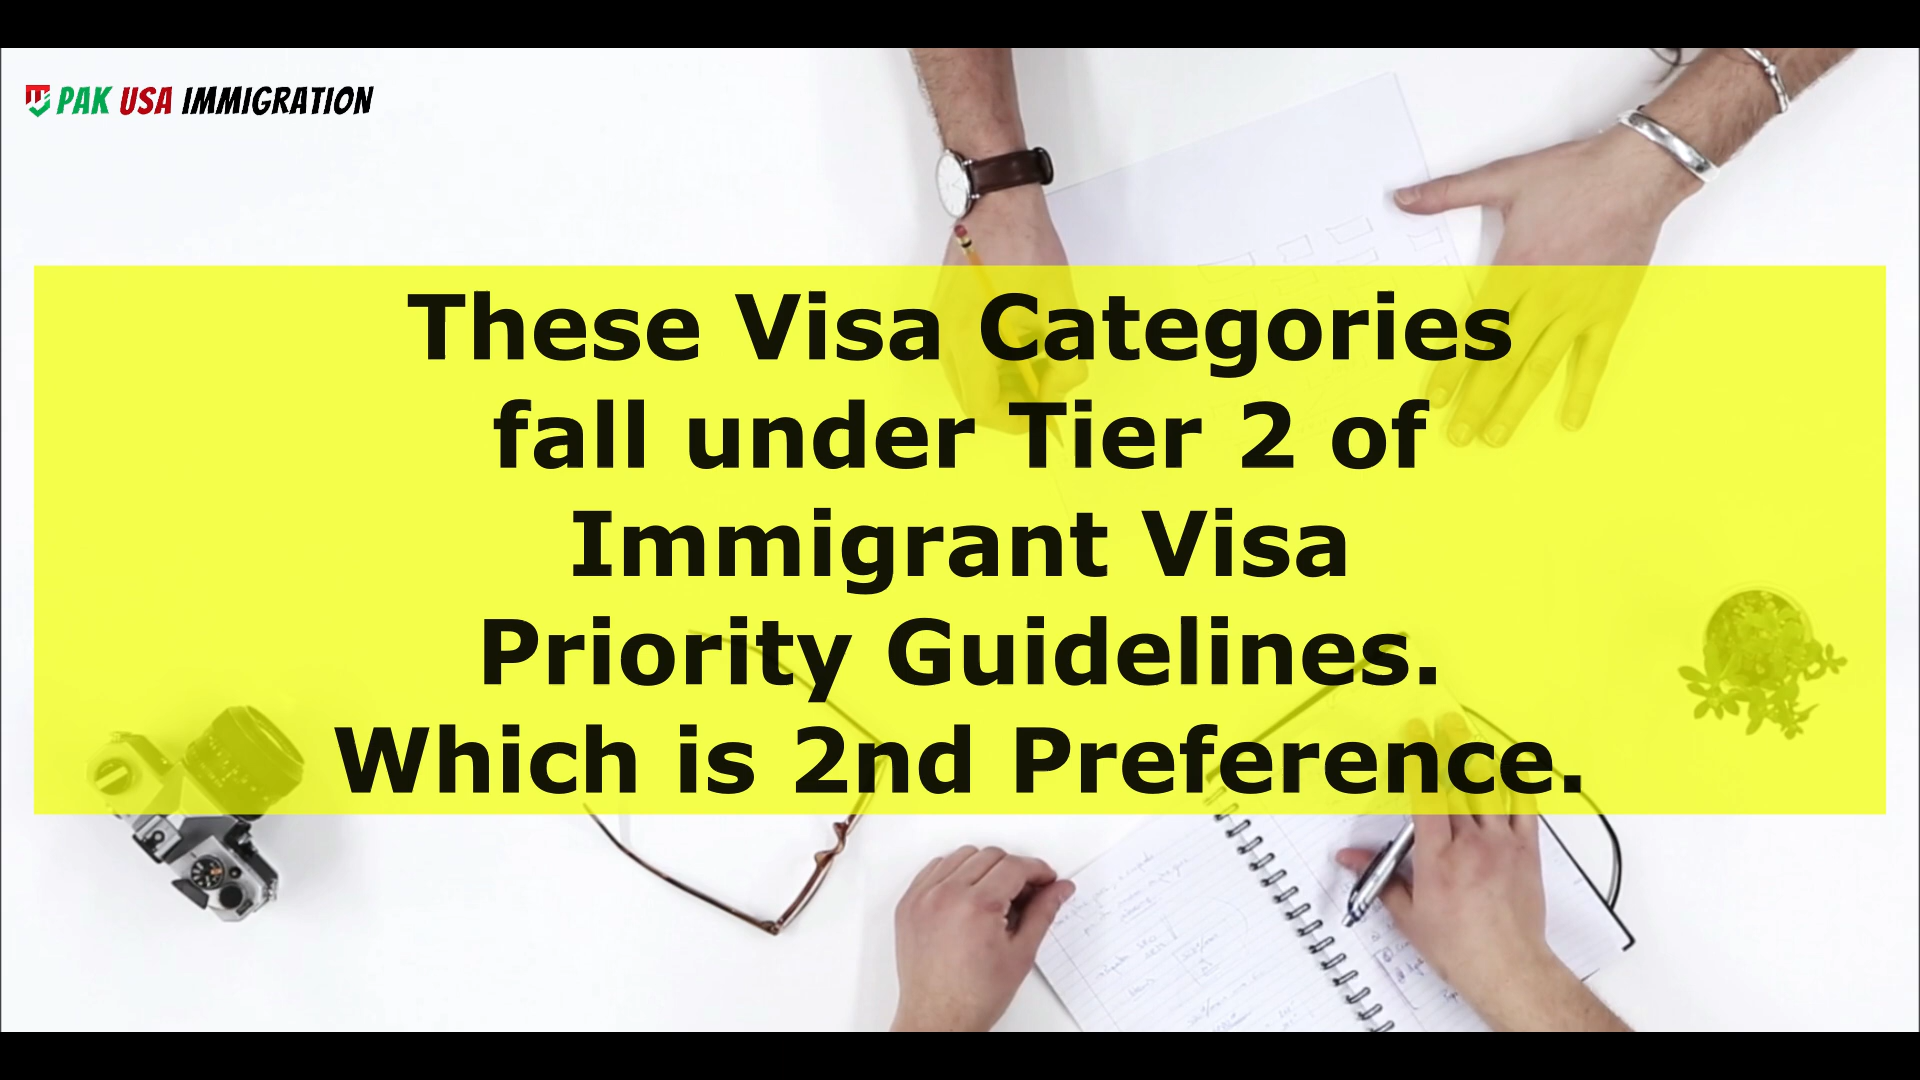 PAK USA IMMIGRATION
These Visa Categories
fall under Tier 2 of
Immigrant Visa
Priority Guidelines.
Which is 2nd Preference.